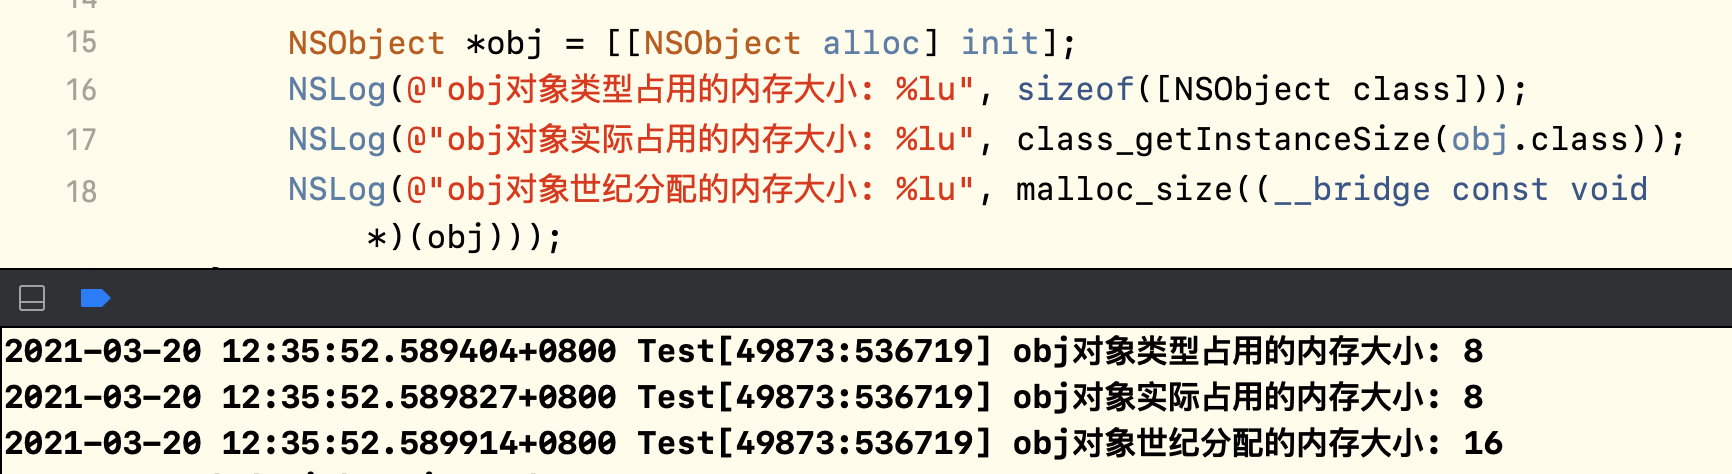 14
15 NSObject *obj = [[NSObject alloc] init];
16 NSLog(@"obj对象类型占用的内存大小: %lu", sizeof([NSObject class]));
17 NSLog(@"obj对象实际占用的内存大小: %lu", class_getInstanceSize(obj.class));
18 NSLog(@"obj对象世纪分配的内存大小: %lu", malloc_size((__bridge const void
*)(obj)));
2021-03-20 12:35:52.589404+0800 Test[49873:536719] obj对象类型占用的内存大小: 8
2021-03-20 12:35:52.589827+0800 Test[49873:536719] obj对象实际占用的内存大小: 8
2021-03-20 12:35:52.589914+0800 Test[49873:536719] obj对象世纪分配的内存大小: 16